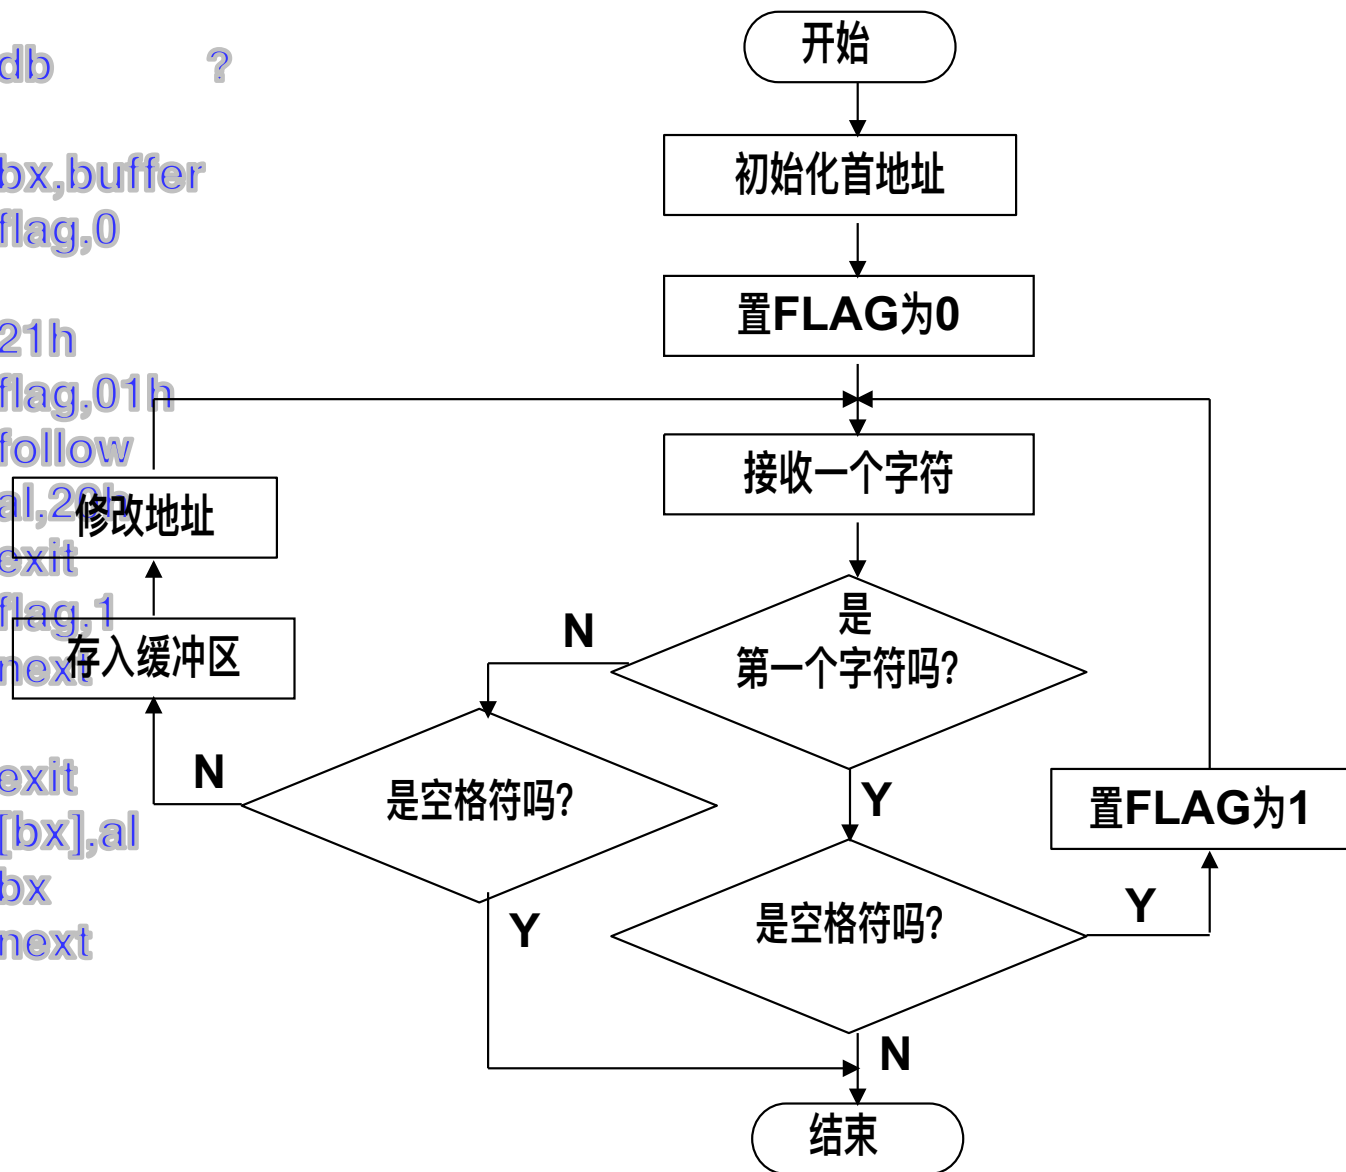 db ?
bx,buffer
flag,0
21h
flag,01h
follow
al,20h
exit
flag,1
next
exit
[bx],al
bx
next
开始
初始化首地址
置FLAG为0
接收一个字符
是
第一个字符吗?
N
Y
是空格符吗?
N
Y
存入缓冲区
修改地址
是空格符吗?
Y
N
置FLAG为1
结束